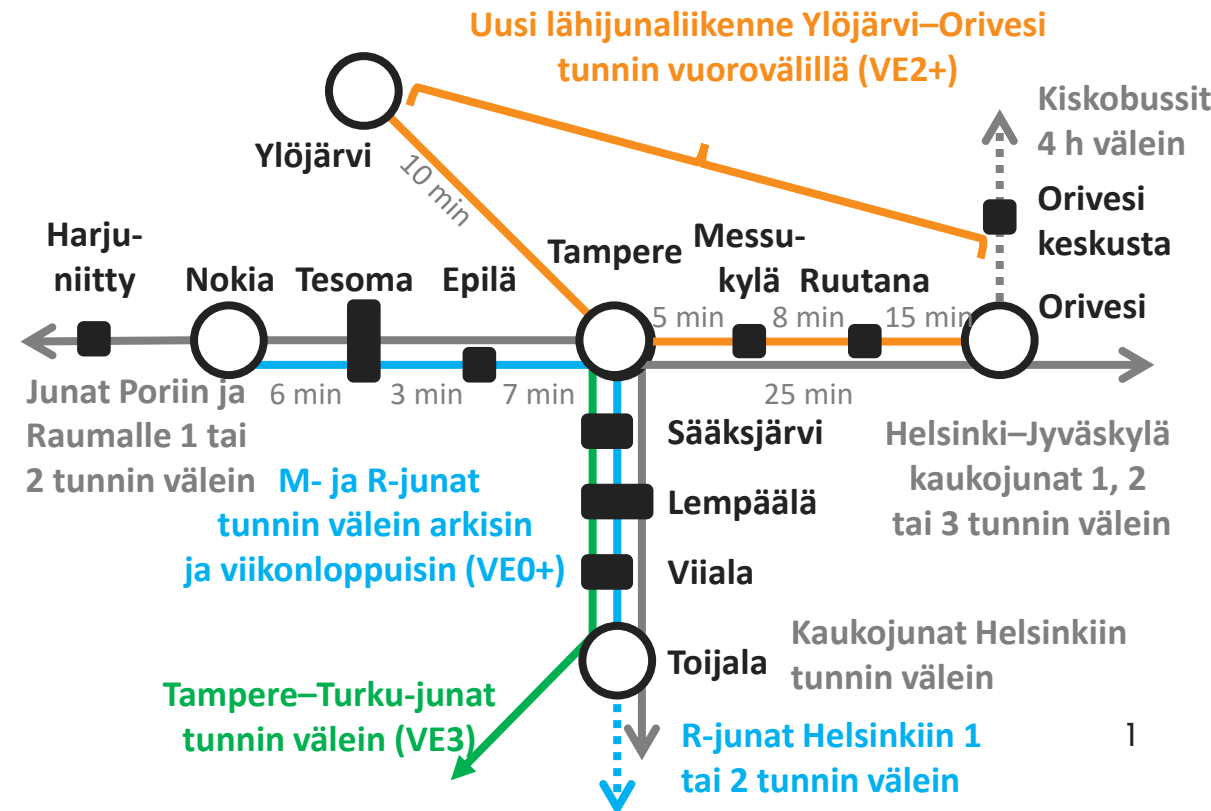 Uusi lähijunaliikenne Ylöjärvi–Orivesi
tunnin vuorovälillä (VE2+)
Kiskobussit
4 h välein
Ylöjärvi
10 min
Orivesi
keskusta
Harju-
niitty
Nokia
Tesoma
Epilä
Tampere
Messu-
kylä
Ruutana
Orivesi
5 min
8 min
15 min
6 min
3 min
7 min
25 min
Junat Poriin ja
Raumalle 1 tai
2 tunnin välein
M- ja R-junat
tunnin välein arkisin
ja viikonloppuisin (VE0+)
Sääksjärvi
Lempäälä
Viiala
Toijala
Helsinki–Jyväskylä
kaukojunat 1, 2
tai 3 tunnin välein
Kaukojunat Helsinkiin
tunnin välein
Tampere–Turku-junat
tunnin välein (VE3)
R-junat Helsinkiin 1
tai 2 tunnin välein
1